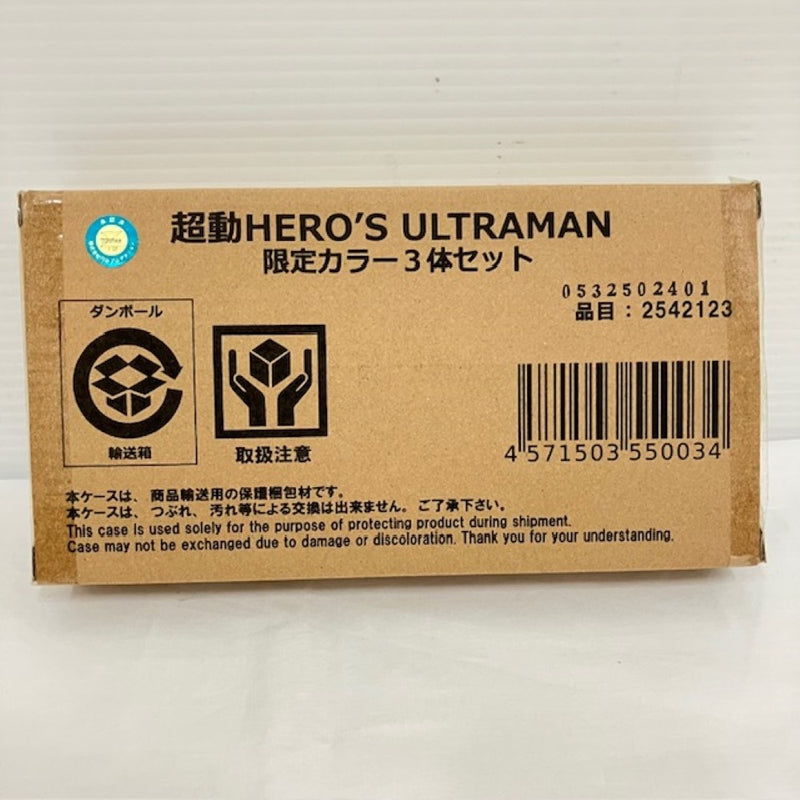 超動HERO'S ULTRAMAN
限定カラー3体セット
0532502401
品目：2542123
ダンボール
輸送箱
取扱注意
4 571503 550034
本ケースは、商品輸送用の保護梱包材です。
本ケースは、つぶれ、汚れ等による交換は出来ません。ご了承下さい。
This case is used solely for the purpose of protecting product during shipment.
Case may not be exchanged due to damage or discoloration. Thank you for your understanding.